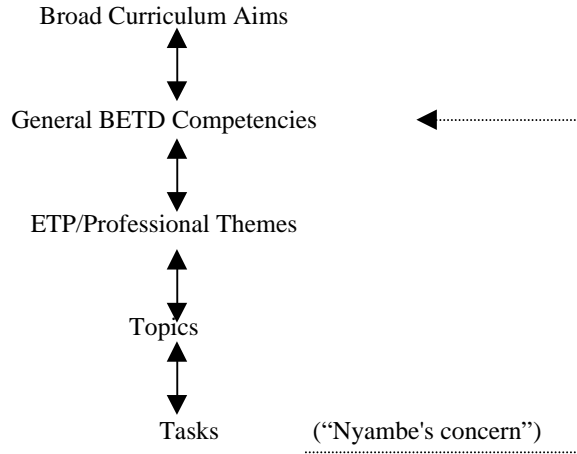 Broad Curriculum Aims
General BETD Competencies
ETP/Professional Themes
Topics
Tasks (“Nyambe's concern”)